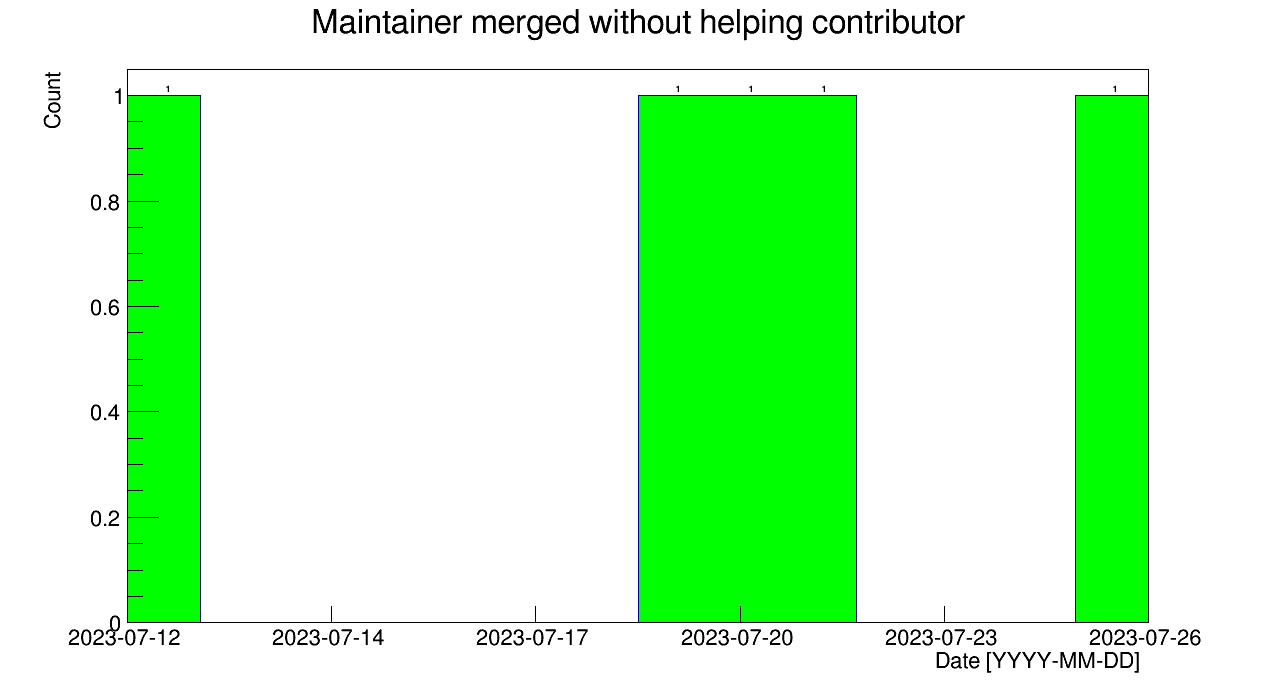 Maintainer merged without helping contributor
Count
1
1 1 1 1 1
0.8
0.6
0.4
0.2
0
2023-07-12 2023-07-14 2023-07-17 2023-07-20 2023-07-23 2023-07-26
Date [YYYY-MM-DD]